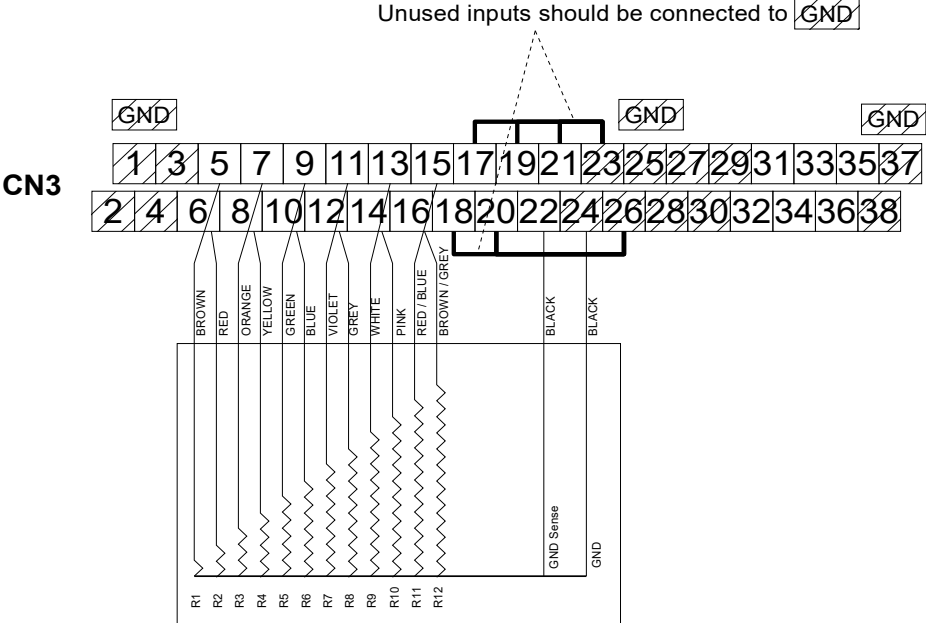 Unused inputs should be connected to GND
GND
GND
GND
CN3
1 3 5 7 9 11 13 15 17 19 21 23 25 27 29 31 33 35 37
2 4 6 8 10 12 14 16 18 20 22 24 26 28 30 32 34 36 38
BROWN
RED
ORANGE
YELLOW
GREEN
BLUE
VIOLET
GREY
WHITE
PINK
RED / BLUE
BROWN / GREY
BLACK
BLACK
GND Sense
GND
R1
R2
R3
R4
R5
R6
R7
R8
R9
R10
R11
R12